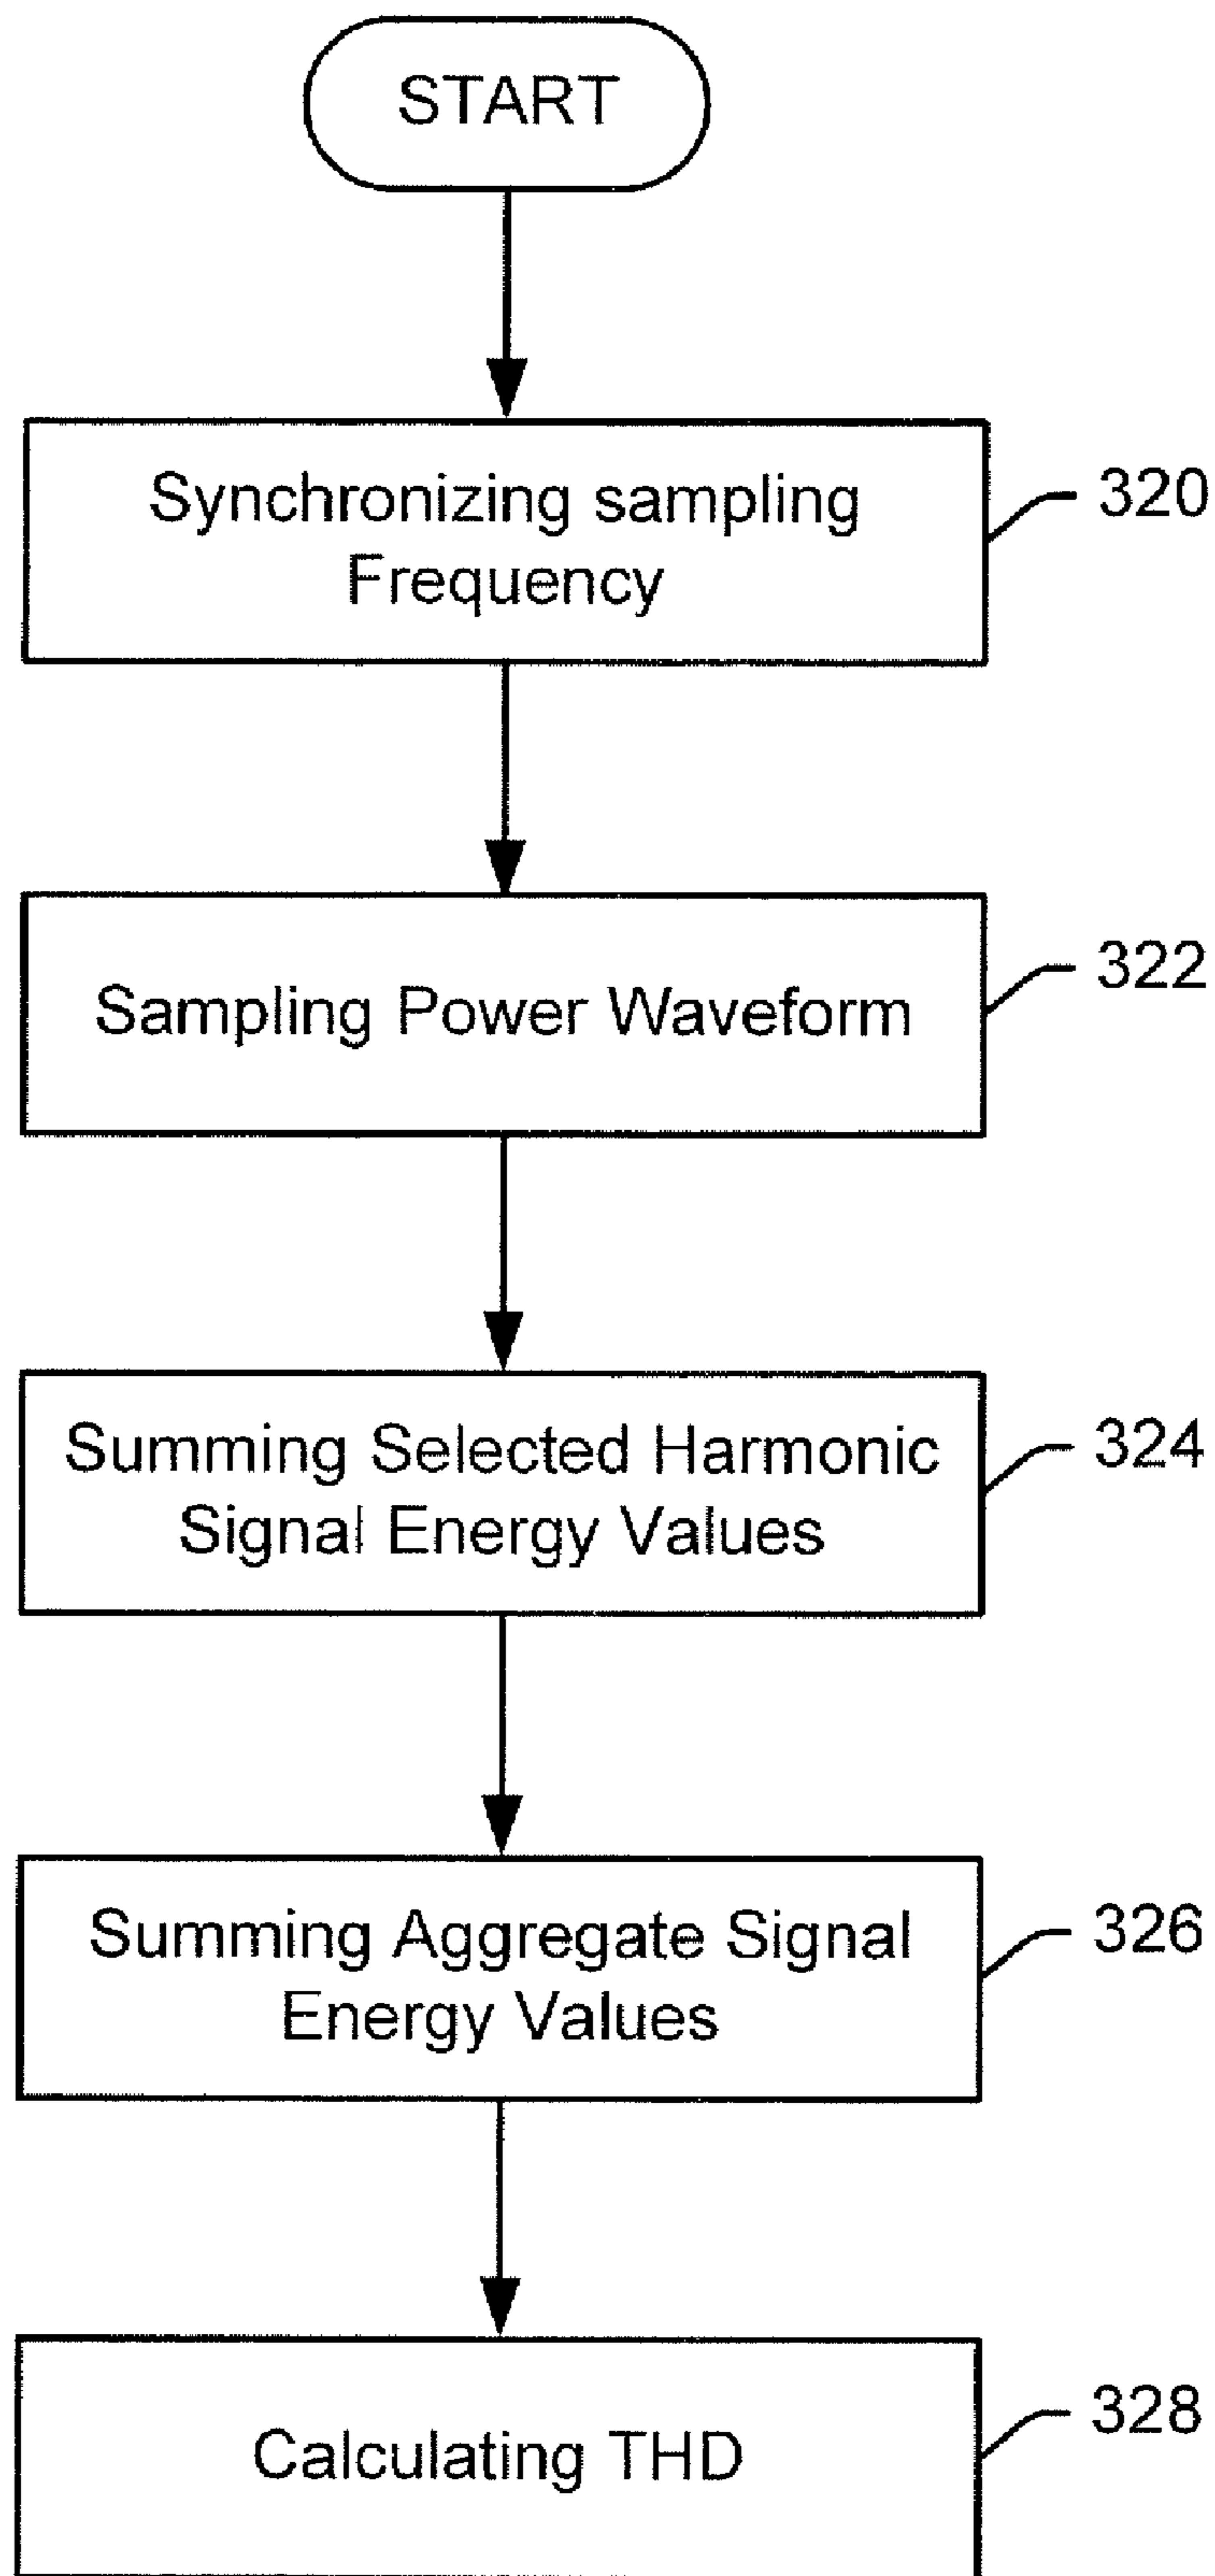 START
Synchronizing sampling
Frequency
320
Sampling Power Waveform
322
Summing Selected Harmonic
Signal Energy Values
324
Summing Aggregate Signal
Energy Values
326
Calculating THD
328